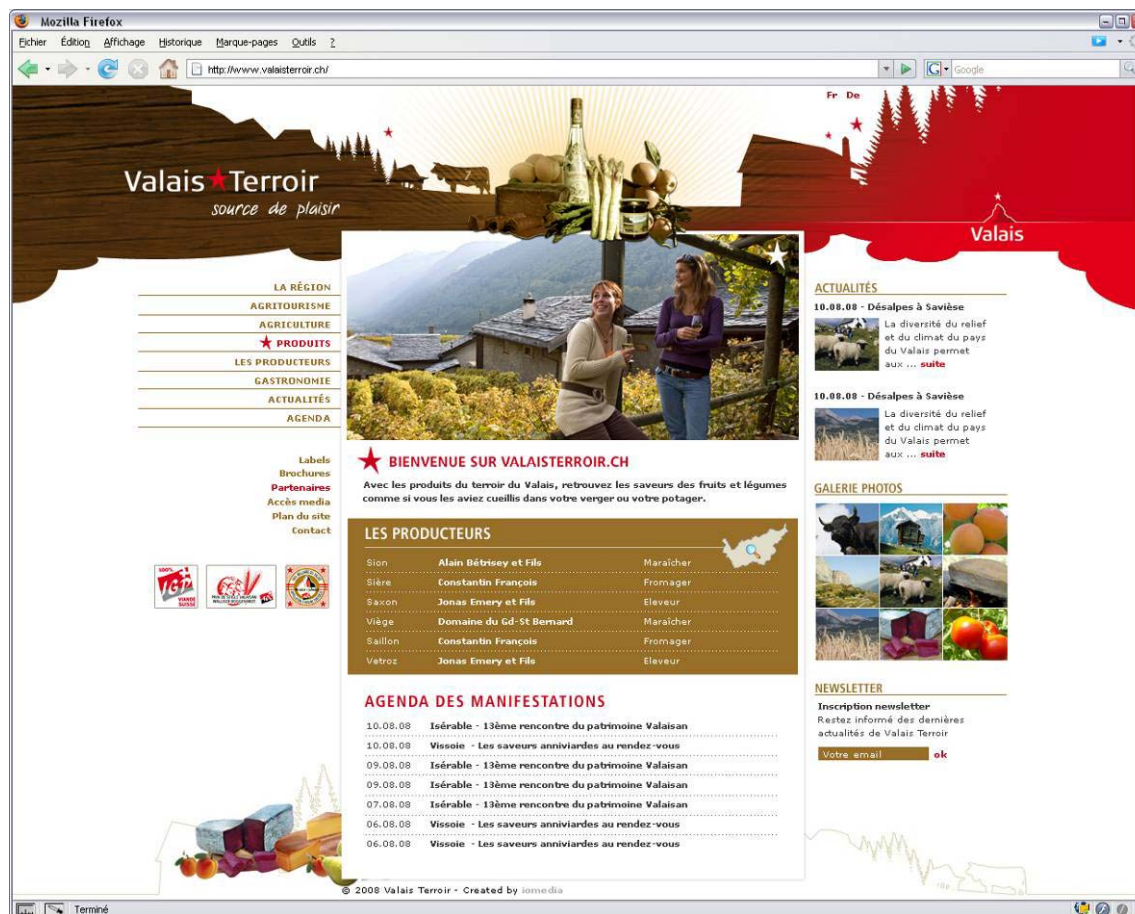 Mozilla Firefox
Fichier Édition Affichage Historique Marque-pages Outils ?
http://www.valaisterroir.ch/
Google
Fr De
Valais Terroir
source de plaisir
Valais
LA RÉGION
AGRITOURISME
AGRICULTURE
PRODUITS
LES PRODUCTEURS
GASTRONOMIE
ACTUALITÉS
AGENDA
Labels
Brochures
Partenaires
Accès media
Plan du site
Contact
BIENVENUE SUR VALAISTERROIR.CH
Avec les produits du terroir du Valais, retrouvez les saveurs des fruits et légumes
comme si vous les aviez cueillis dans votre verger ou votre potager.
LES PRODUCTEURS
Sion Alain Bétrisey et Fils Maraîcher
Sière Constantin François Fromager
Saxon Jonas Emery et Fils Eleveur
Viège Domaine du Gd-St Bernard Maraîcher
Saillon Constantin François Fromager
Vetroz Jonas Emery et Fils Eleveur
AGENDA DES MANIFESTATIONS
10.08.08 Isérable - 13ème rencontre du patrimoine Valaisan
10.08.08 Vissoie - Les saveurs anniviardes au rendez-vous
09.08.08 Isérable - 13ème rencontre du patrimoine Valaisan
09.08.08 Isérable - 13ème rencontre du patrimoine Valaisan
07.08.08 Isérable - 13ème rencontre du patrimoine Valaisan
06.08.08 Vissoie - Les saveurs anniviardes au rendez-vous
06.08.08 Vissoie - Les saveurs anniviardes au rendez-vous
ACTUALITÉS
10.08.08 - Désalpes à Savièse
La diversité du relief
et du climat du pays
du Valais permet
aux ... suite
10.08.08 - Désalpes à Savièse
La diversité du relief
et du climat du pays
du Valais permet
aux ... suite
GALERIE PHOTOS
NEWSLETTER
Inscription newsletter
Restez informé des dernières
actualités de Valais Terroir
Votre email ok
© 2008 Valais Terroir - Created by iomedia
Terminé